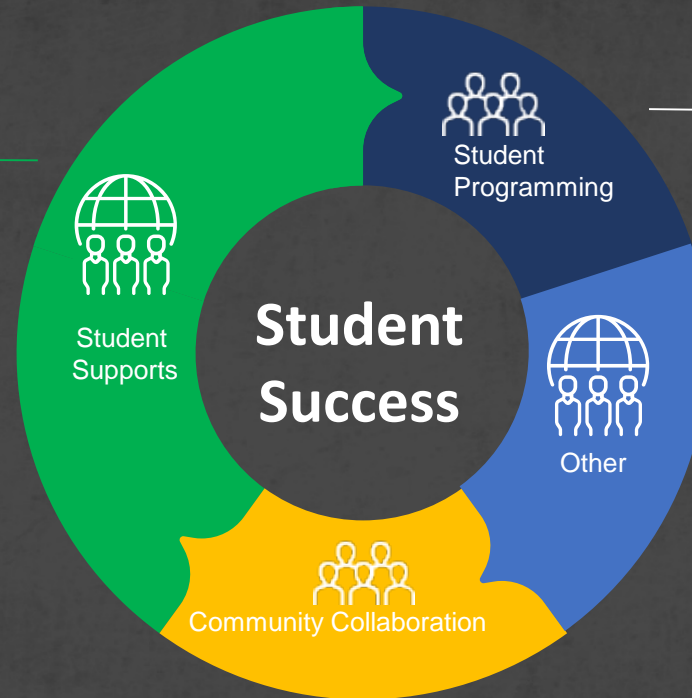 Student
Programming
Student
Supports
Student
Success
Other
Community Collaboration